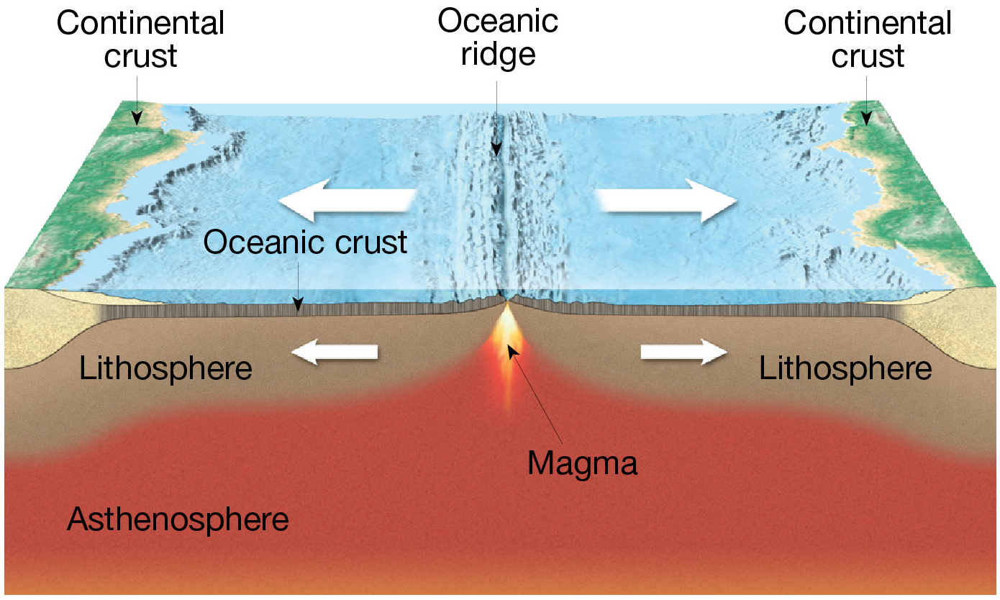 Continental
crust
Oceanic
ridge
Continental
crust
Oceanic crust
Lithosphere
Lithosphere
Magma
Asthenosphere